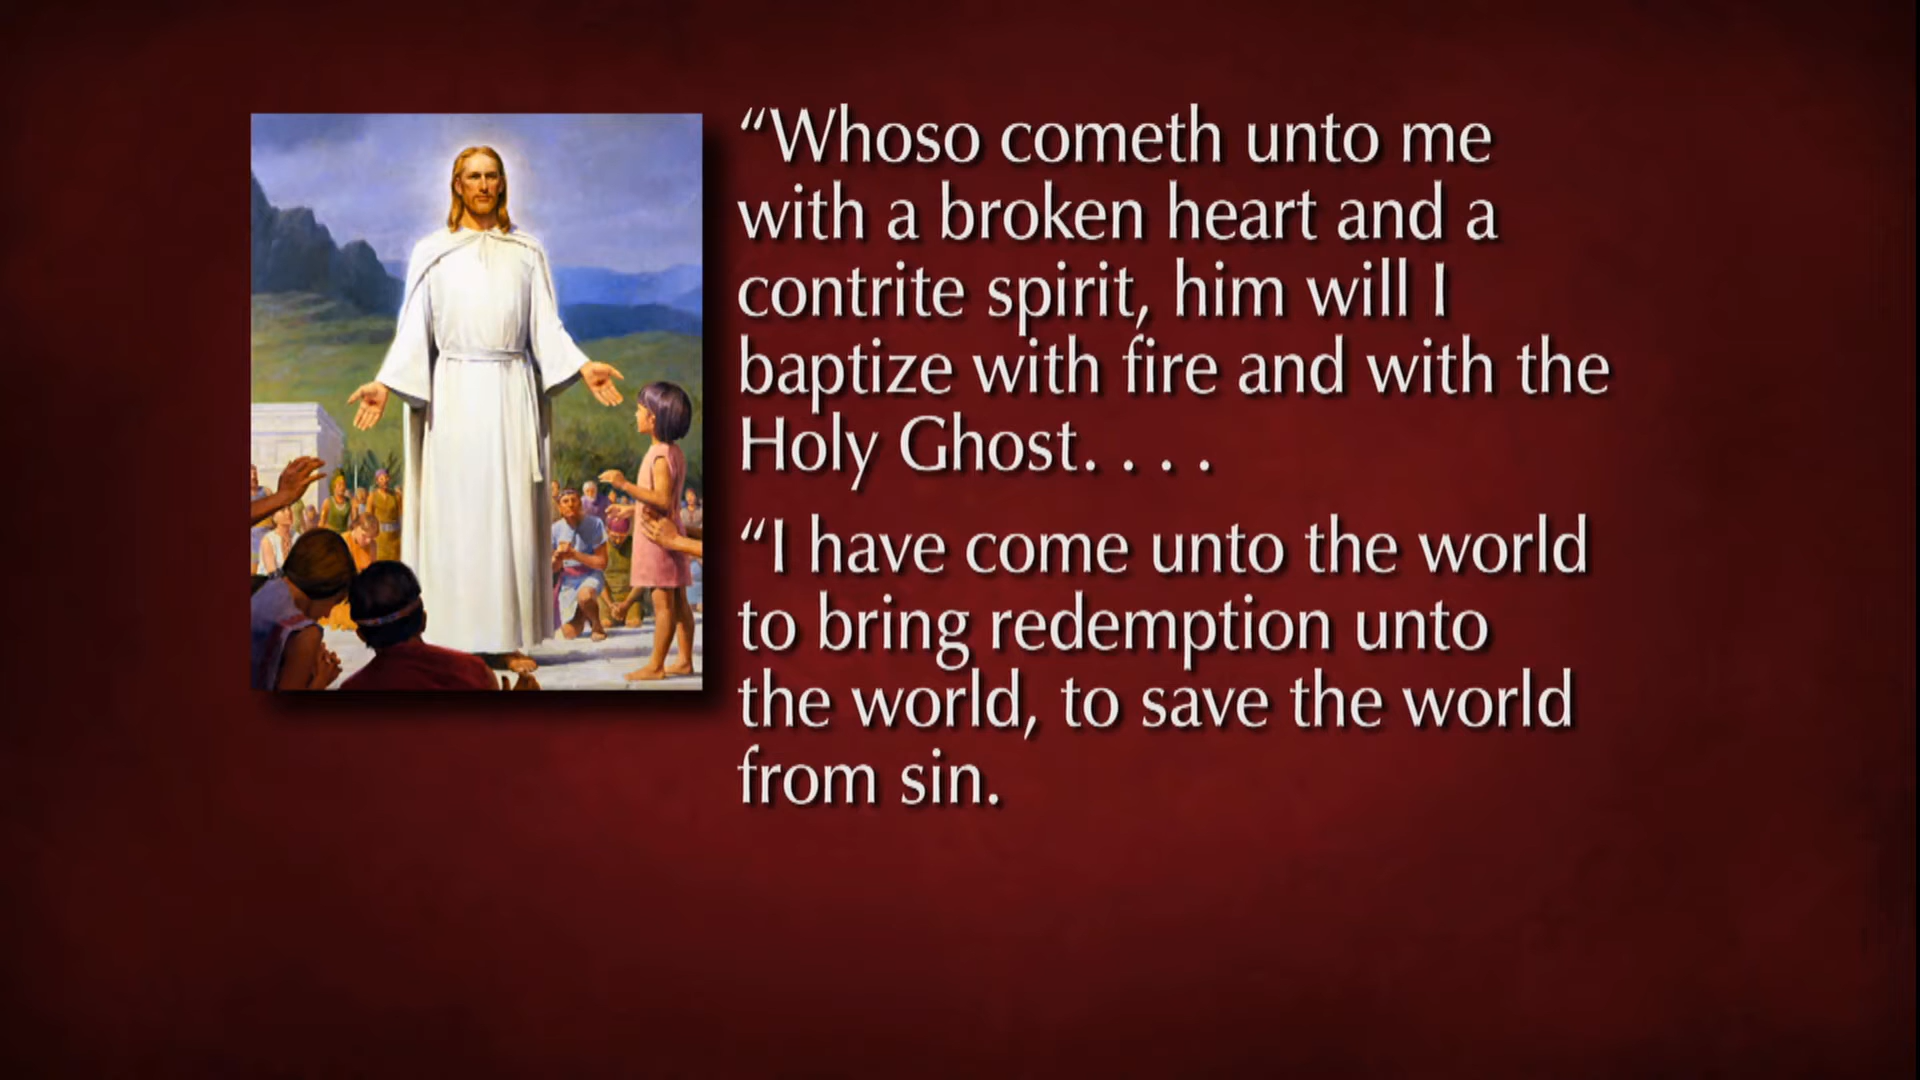 “Whoso cometh unto me
with a broken heart and a
contrite spirit, him will I
baptize with fire and with the
Holy Ghost. . . .
“I have come unto the world
to bring redemption unto
the world, to save the world
from sin.